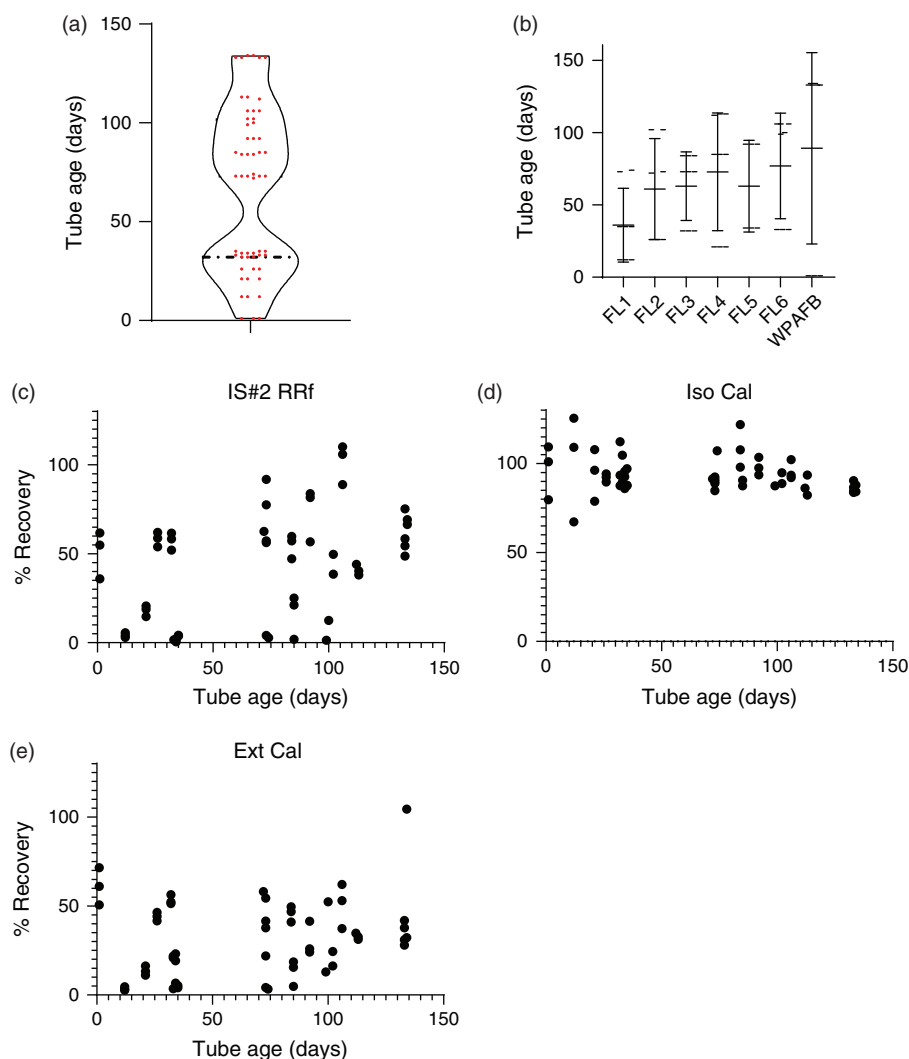 (a)
150
100
50
0
Tube age (days)
(b)
150
100
50
0
Tube age (days)
FL1
FL2
FL3
FL4
FL5
FL6
WPAFB
(c)
IS#2 RRf
100
50
0
% Recovery
0 50 100 150
Tube age (days)
(d)
Iso Cal
100
50
0
0 50 100 150
Tube age (days)
(e)
Ext Cal
100
50
0
% Recovery
0 50 100 150
Tube age (days)